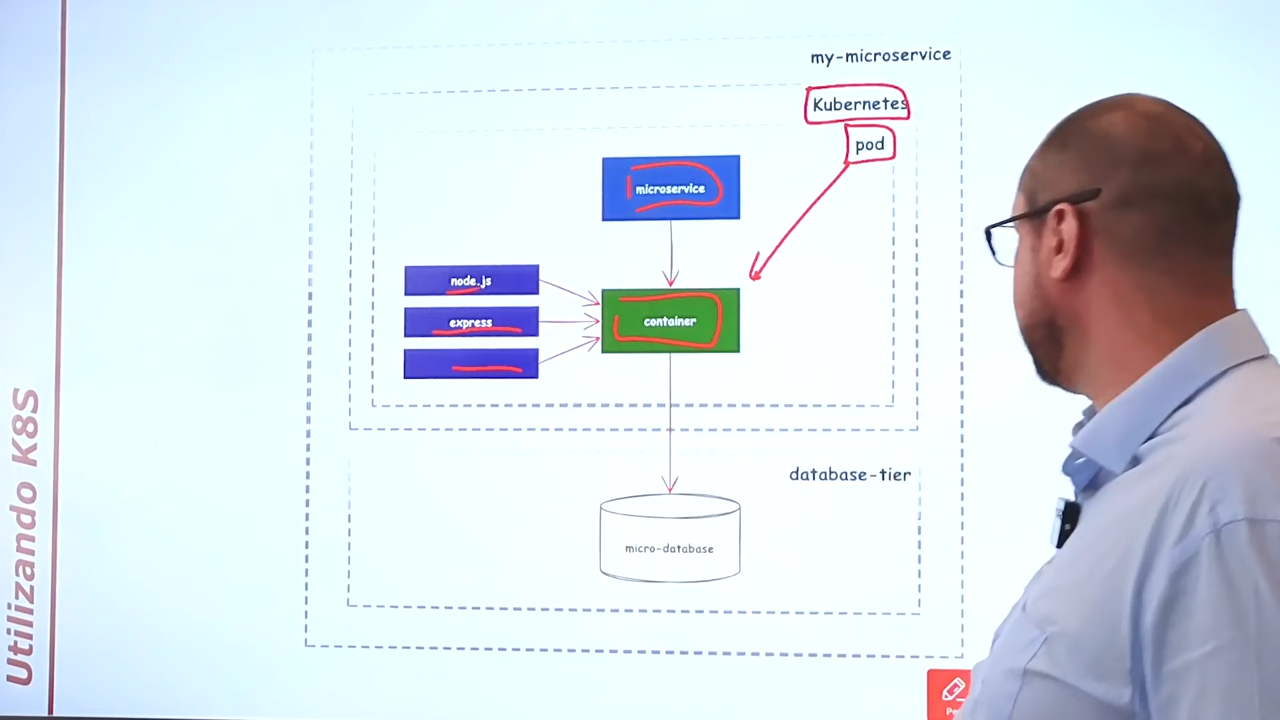 Utilizando K8S
my-microservice
Kubernetes
pod
microservice
node.js
express
container
database-tier
micro-database